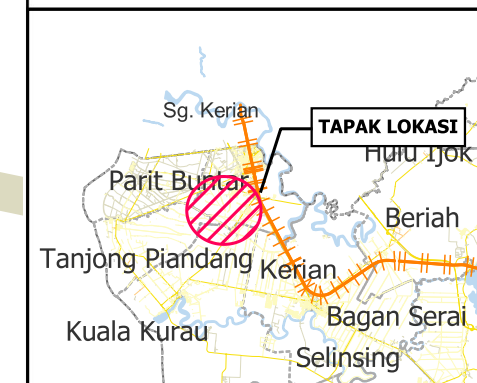 Sg. Kerian
TAPAK LOKASI
Hulu Ijok
Parit Buntar
Beriah
Tanjong Piandang
Kerian
Bagan Serai
Kuala Kurau
Selinsing